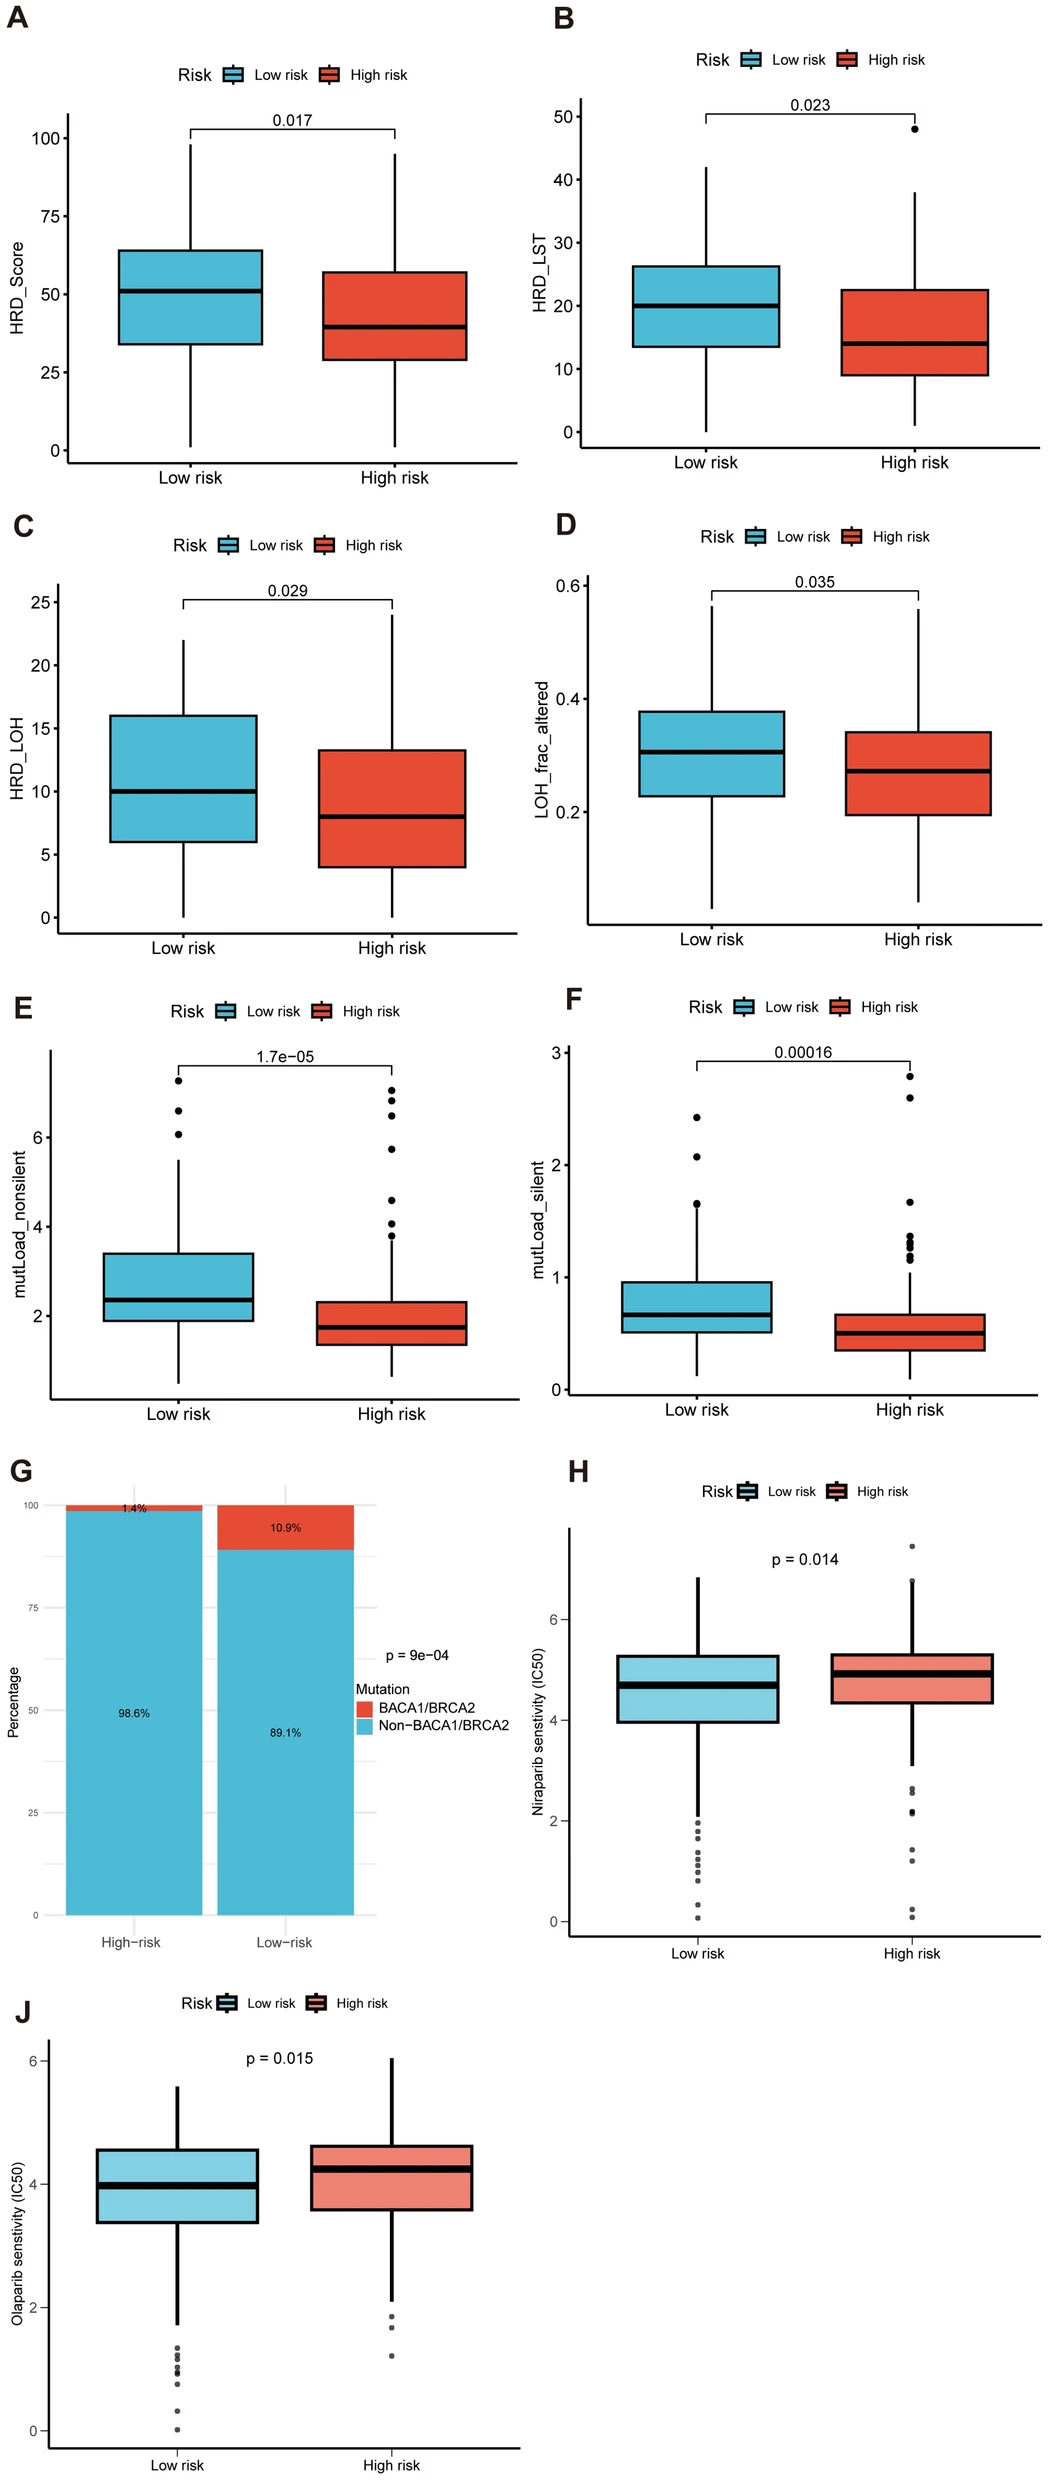 A
Risk Low risk High risk
0.017
HRD_Score
100
75
50
25
0
Low risk High risk
B
Risk Low risk High risk
0.023
HRD_LST
50
40
30
20
10
0
Low risk High risk
C
Risk Low risk High risk
0.029
HRD_LOH
25
20
15
10
5
0
Low risk High risk
D
Risk Low risk High risk
0.035
LOH_frac_altered
0.6
0.4
0.2
Low risk High risk
E
Risk Low risk High risk
1.7e−05
mutLoad_nonsilent
6
4
2
Low risk High risk
F
Risk Low risk High risk
0.00016
mutLoad_silent
3
2
1
0
Low risk High risk
G
Percentage
100
75
50
25
0
1.4%
10.9%
98.6%
89.1%
p = 9e−04
Mutation
BACA1/BRCA2
Non−BACA1/BRCA2
High−risk Low−risk
H
Risk Low risk High risk
p = 0.014
Niraparib senstivity (IC50)
6
4
2
0
Low risk High risk
J
Risk Low risk High risk
p = 0.015
Olaparib senstivity (IC50)
6
4
2
0
Low risk High risk